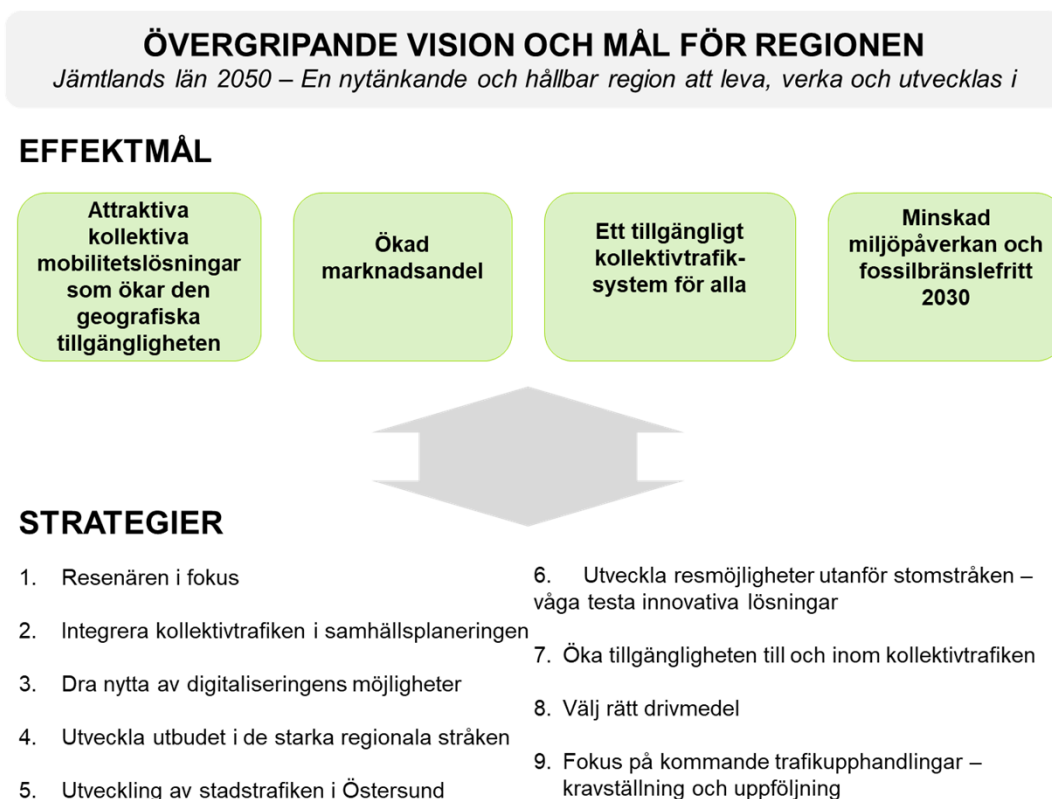 ÖVERGRIPANDE VISION OCH MÅL FÖR REGIONEN
Jämtlands län 2050 – En nytänkande och hållbar region att leva, verka och utvecklas i
EFFEKTMÅL
Attraktiva
kollektiva
mobilitetslösningar
som ökar den
geografiska
tillgängligheten
Ökad
marknadsandel
Ett tillgängligt
kollektivtrafik-
system för alla
Minskad
miljöpåverkan och
fossilbränslefritt
2030
STRATEGIER
1. Resenären i fokus
2. Integrera kollektivtrafiken i samhällsplaneringen
3. Dra nytta av digitaliseringens möjligheter
4. Utveckla utbudet i de starka regionala stråken
5. Utveckling av stadstrafiken i Östersund
6. Utveckla resmöjligheter utanför stomstråken –
våga testa innovativa lösningar
7. Öka tillgängligheten till och inom kollektivtrafiken
8. Välj rätt drivmedel
9. Fokus på kommande trafikupphandlingar –
kravställning och uppföljning